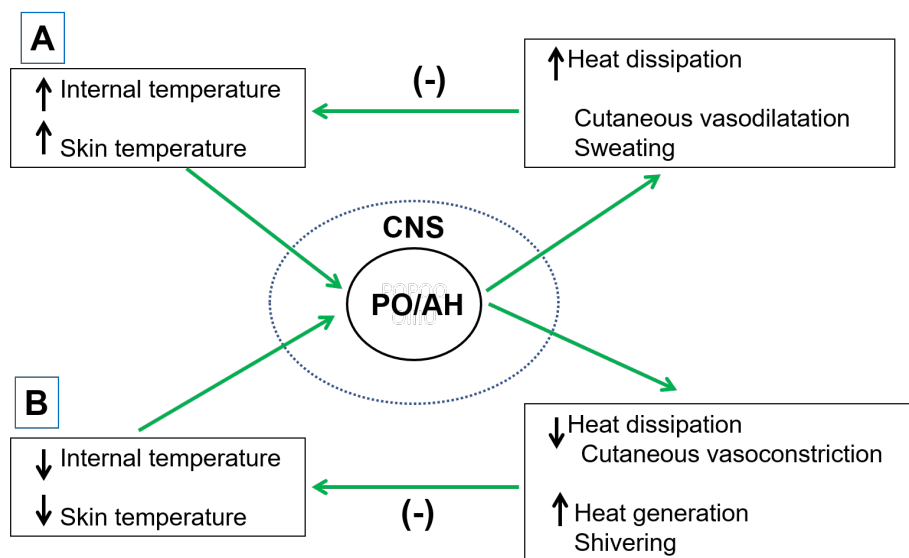 A
↑ Internal temperature
↑ Skin temperature
(-)
↑ Heat dissipation
Cutaneous vasodilatation
Sweating
CNS
PO/AH
B
↓ Internal temperature
↓ Skin temperature
(-)
↓ Heat dissipation
Cutaneous vasoconstriction
↑ Heat generation
Shivering